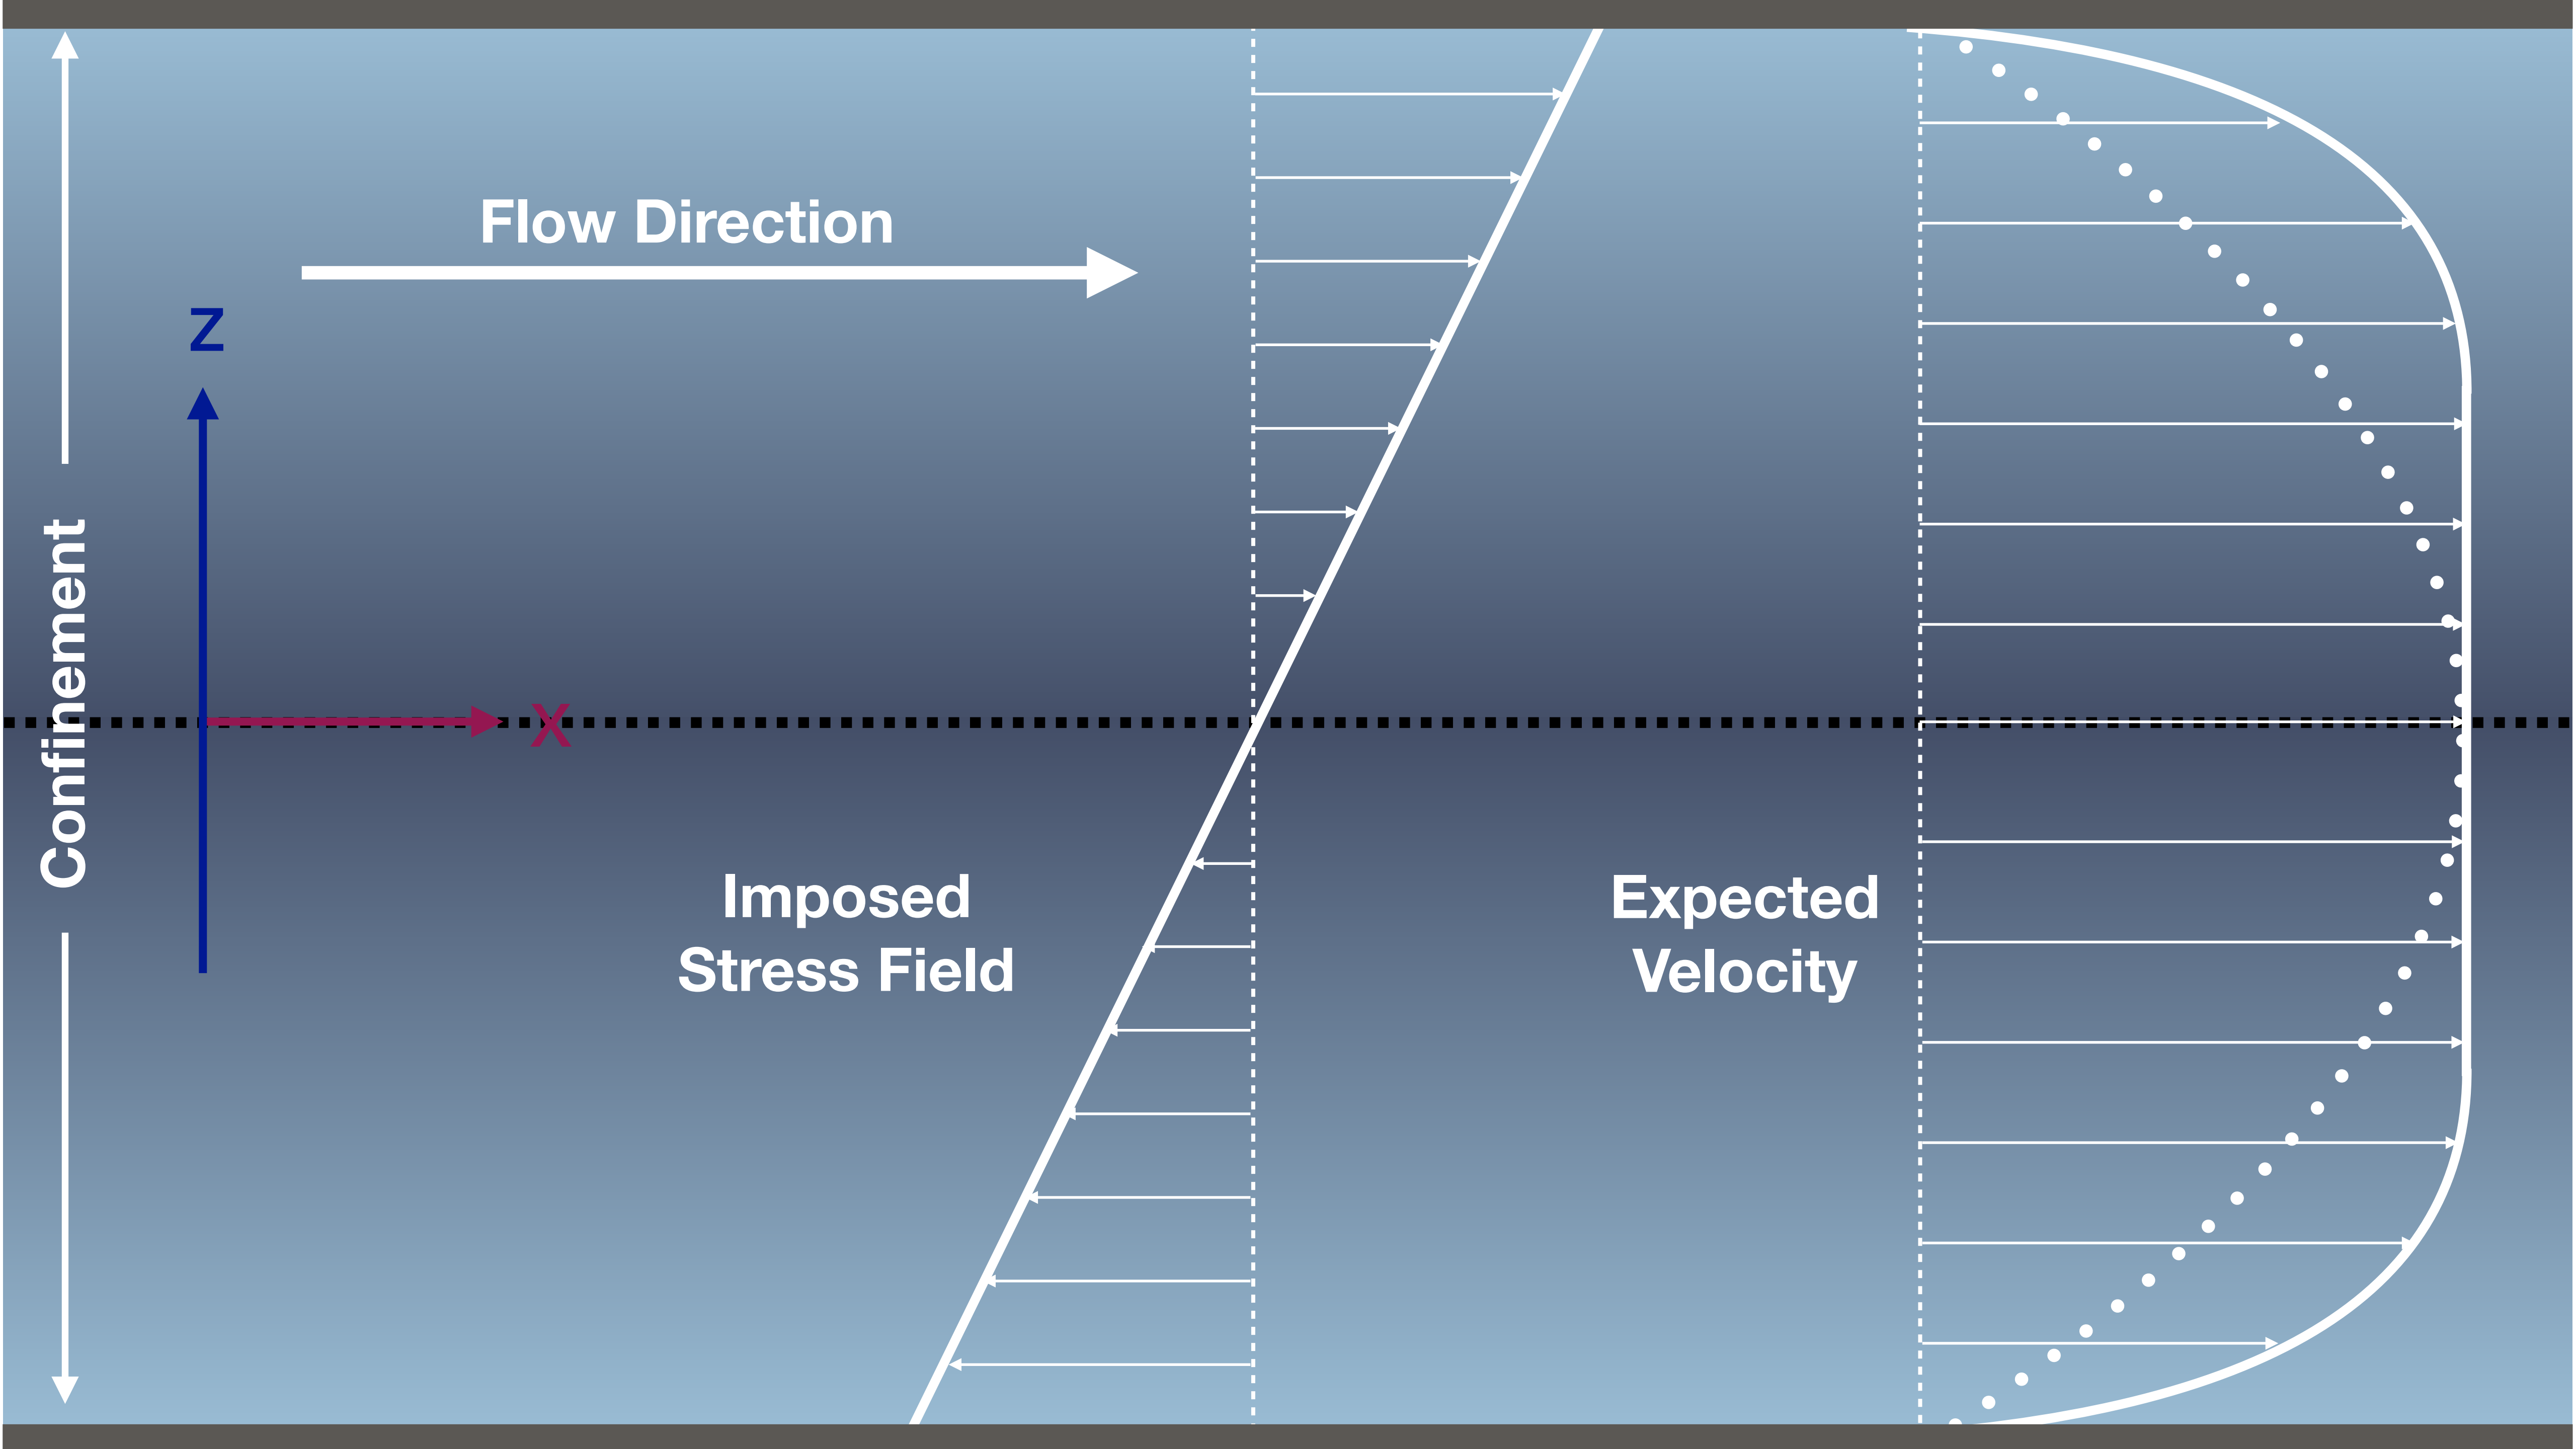 Flow Direction
Z
Confinement
X
Imposed
Stress Field
Expected
Velocity